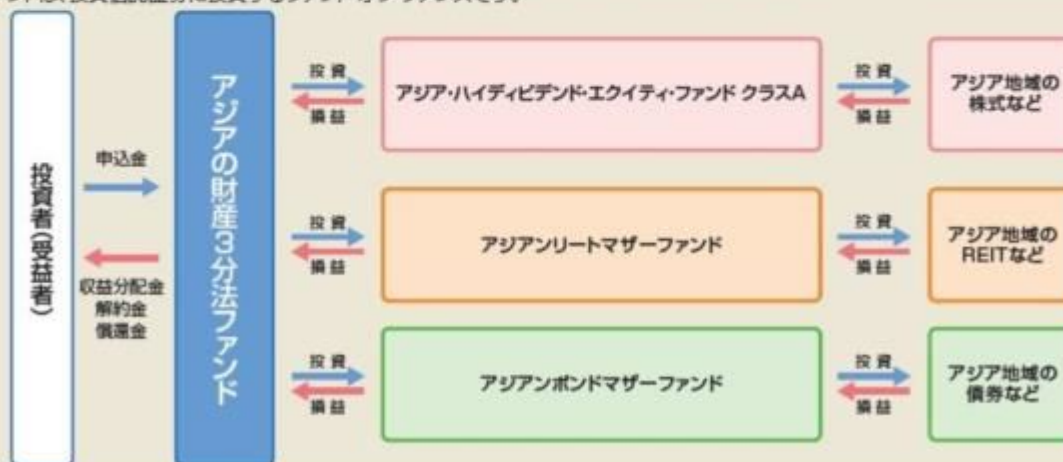 投資者(受益者)
申込金
収益分配金
解約金
償還金
アジアの財産3分法ファンド
投資
損益
アジア・ハイディビデンド・エクイティ・ファンド クラスA
投資
損益
アジア地域の
株式など
投資
損益
アジアンリートマザーファンド
投資
損益
アジア地域の
REITなど
投資
損益
アジアンボンドマザーファンド
投資
損益
アジア地域の
債券など